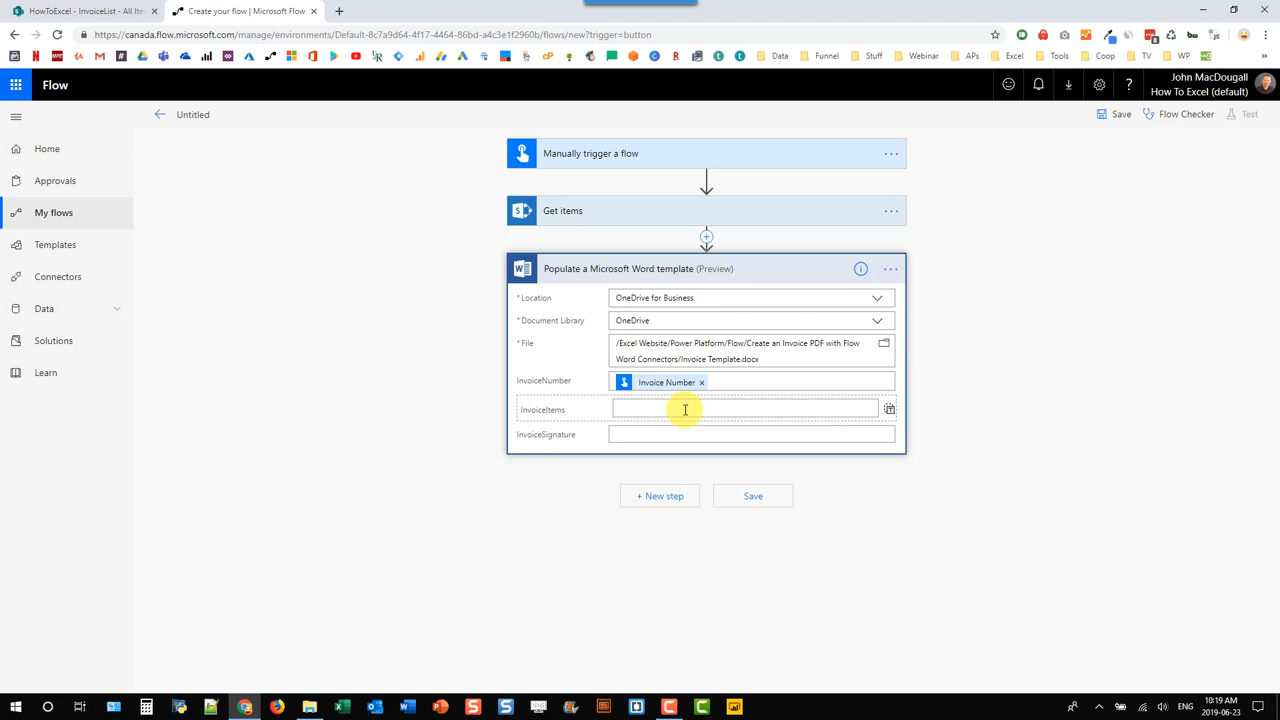 HowToExcel - InvoiceList - All Ite
Create your flow | Microsoft Flow
https://canada.flow.microsoft.com/manage/environments/Default-8c7a9d64-4f17-4464-86bd-a4c3e1f2960b/flows/new?trigger=button
Data
Funnel
Stuff
Webinar
APs
Excel
Tools
Coop
TV
WP
Flow
John MacDougall
How To Excel (default)
Untitled
Save
Flow Checker
Test
Home
Approvals
My flows
Templates
Connectors
Data
Solutions
Learn
Manually trigger a flow
Get items
Populate a Microsoft Word template (Preview)
* Location
OneDrive for Business
* Document Library
OneDrive
* File
/Excel Website/Power Platform/Flow/Create an Invoice PDF with Flow
Word Connectors/Invoice Template.docx
InvoiceNumber
Invoice Number ×
InvoiceItems
InvoiceSignature
+ New step
Save
ENG
10:19 AM
2019-06-23